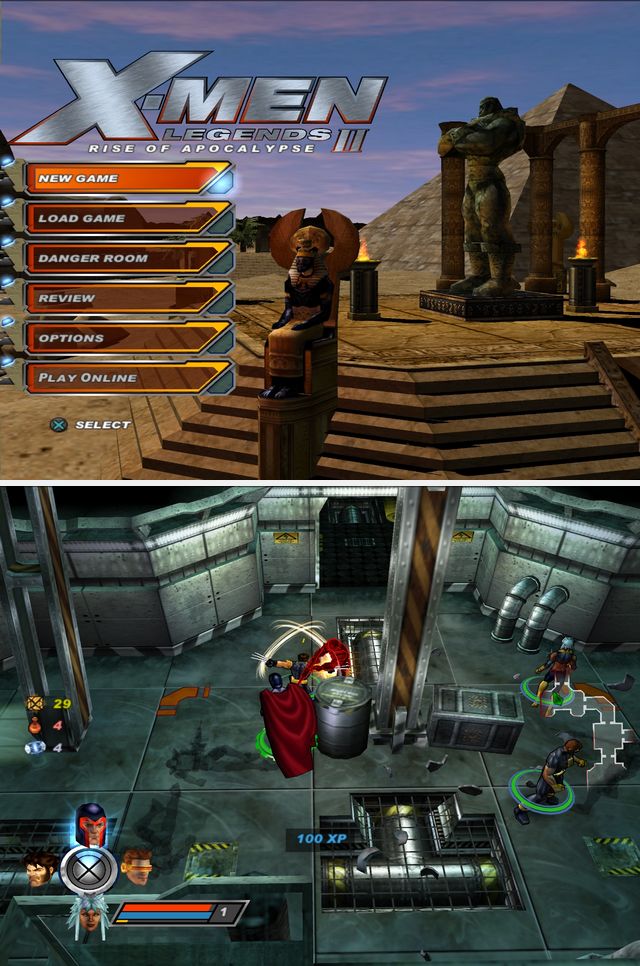 X-MEN
LEGENDS II
RISE OF APOCALYPSE
NEW GAME
LOAD GAME
DANGER ROOM
REVIEW
OPTIONS
PLAY ONLINE
SELECT
29
4
4
100 XP
1